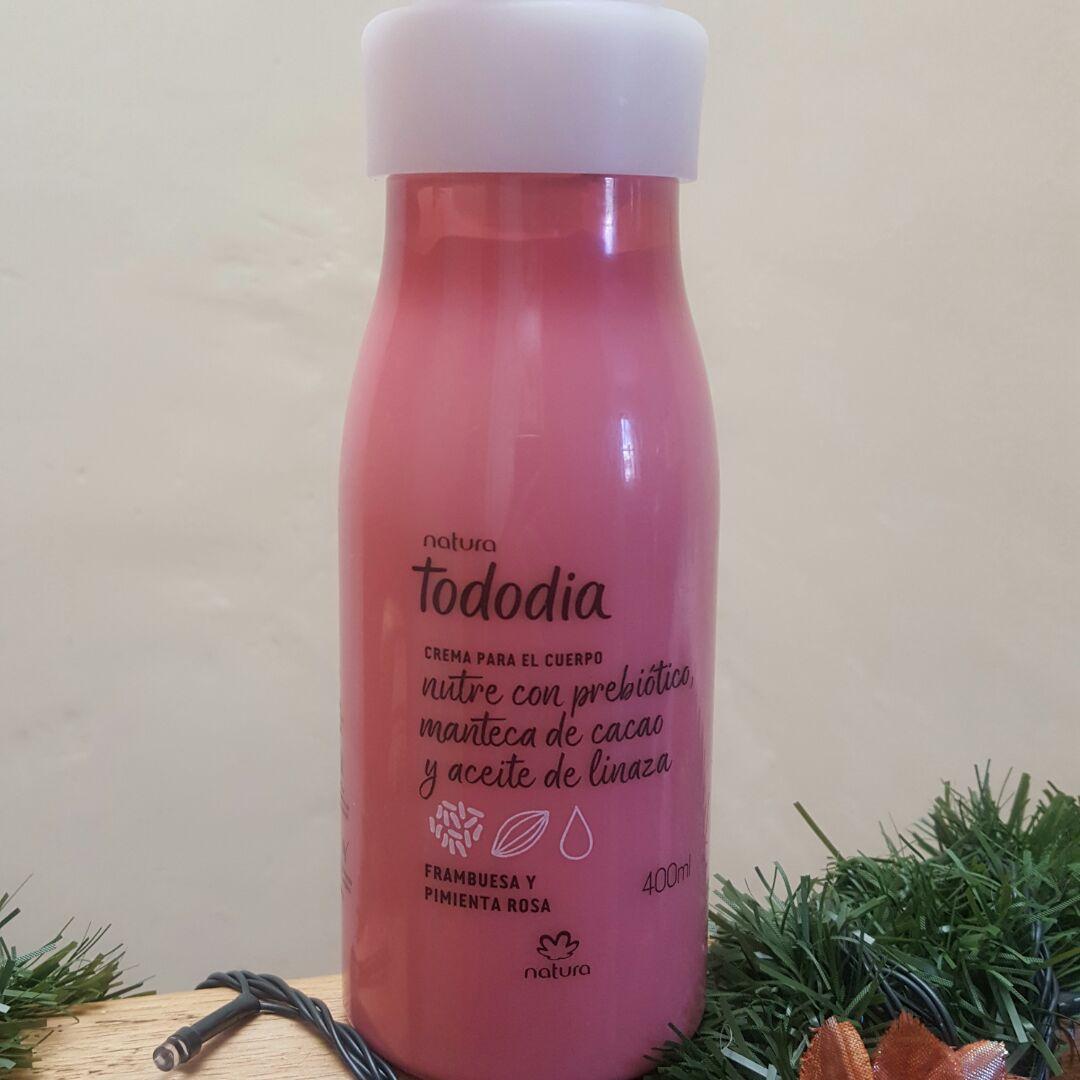 natura
tododia
CREMA PARA EL CUERPO
nutre con prebiótico,
manteca de cacao
y aceite de linaza
FRAMBUESA Y
PIMIENTA ROSA
400ml
natura